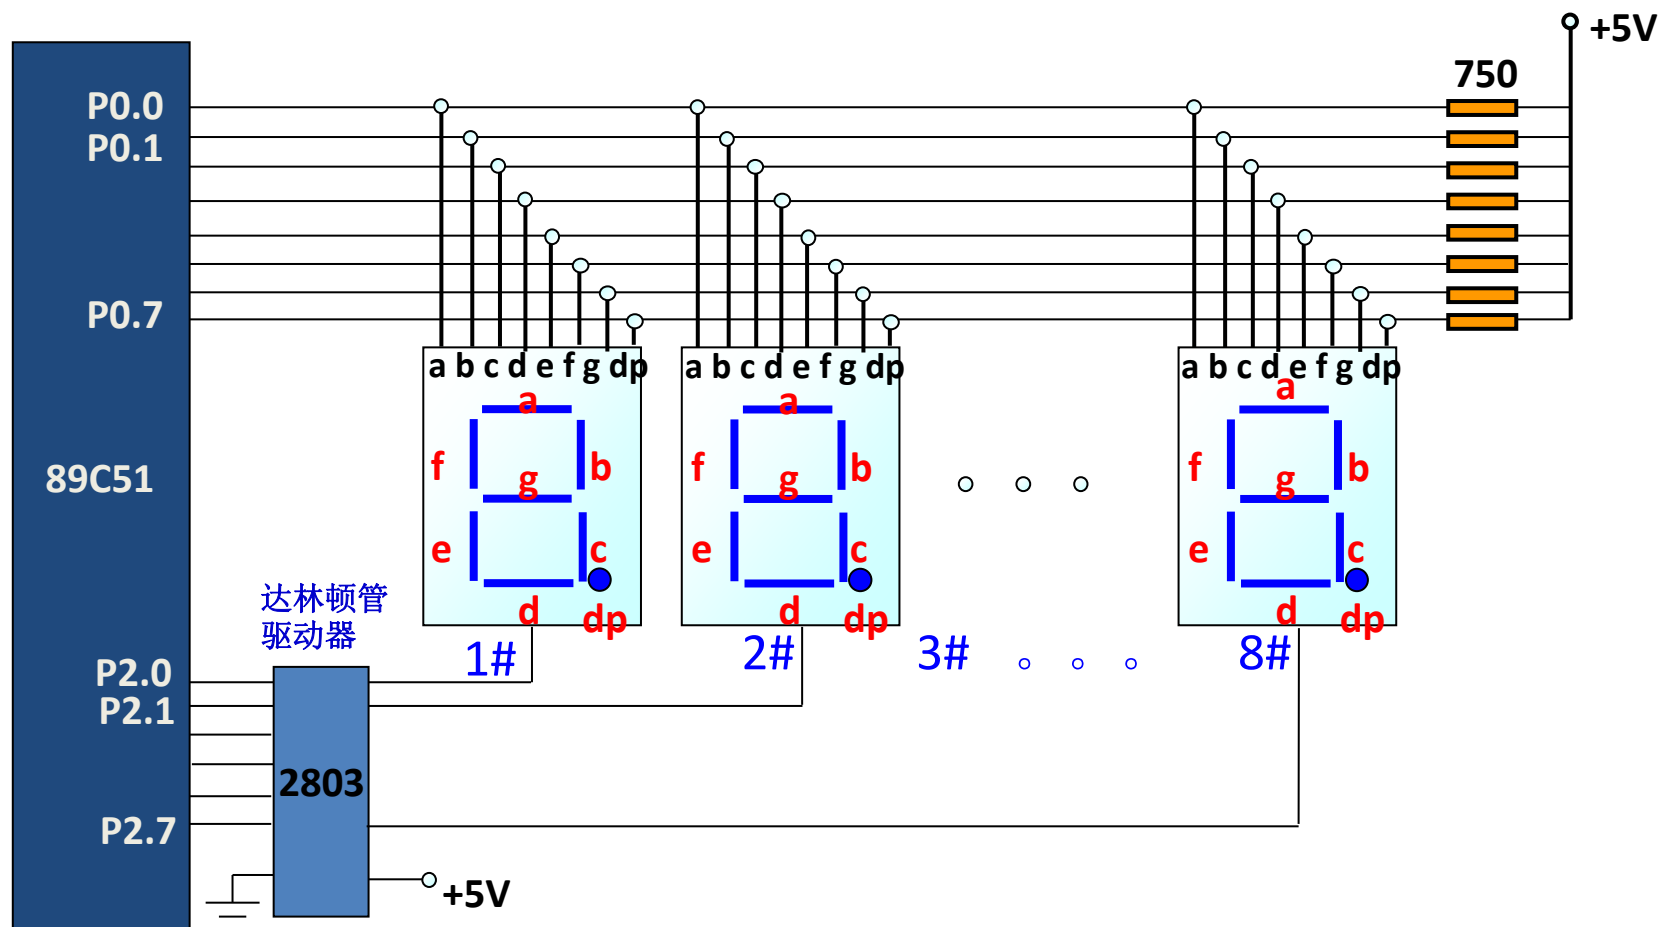 +5V
750
P0.0
P0.1
P0.7
a b c d e f g dp
a b c d e f g dp
a b c d e f g dp
a
f
g
b
e
c
d
dp
a
f
g
b
e
c
d
dp
a
f
g
b
e
c
d
dp
89C51
达林顿管
驱动器
1#
2#
3#
8#
P2.0
P2.1
2803
P2.7
+5V